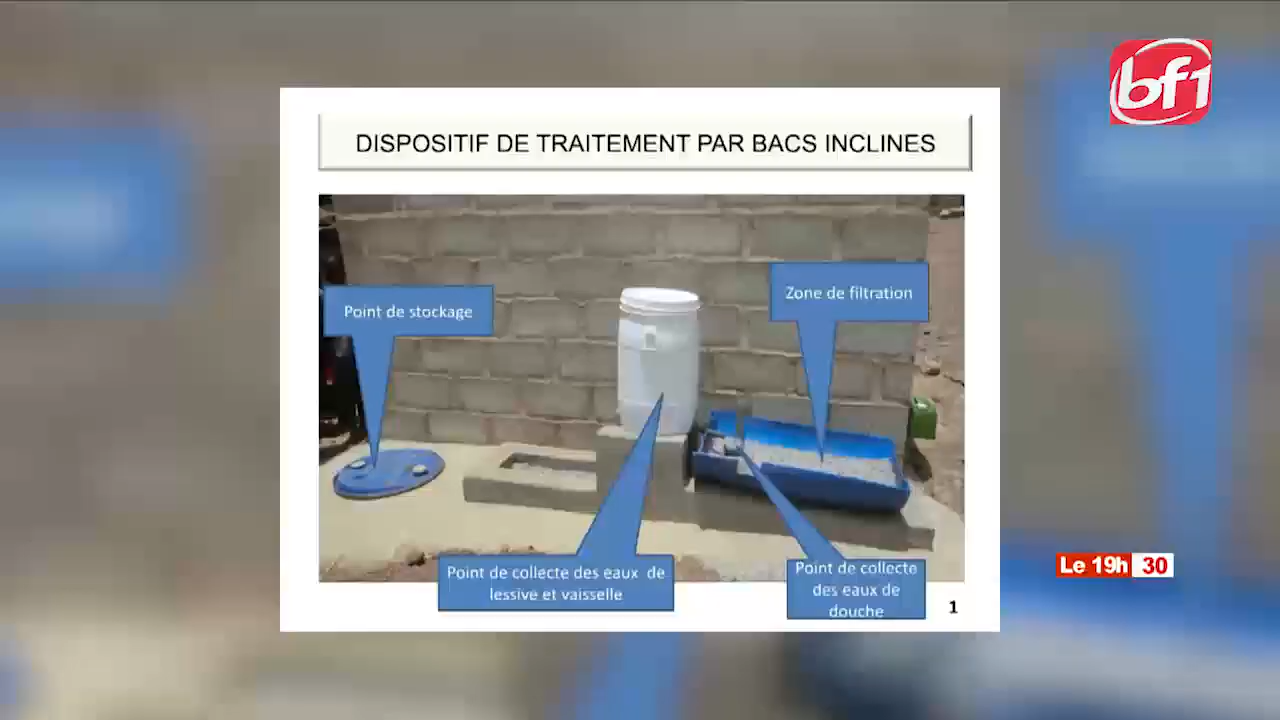 bf1
DISPOSITIF DE TRAITEMENT PAR BACS INCLINES
Zone de filtration
Point de stockage
Point de collecte des eaux de
lessive et vaisselle
Point de collecte
des eaux de
douche
1
Le 19h 30